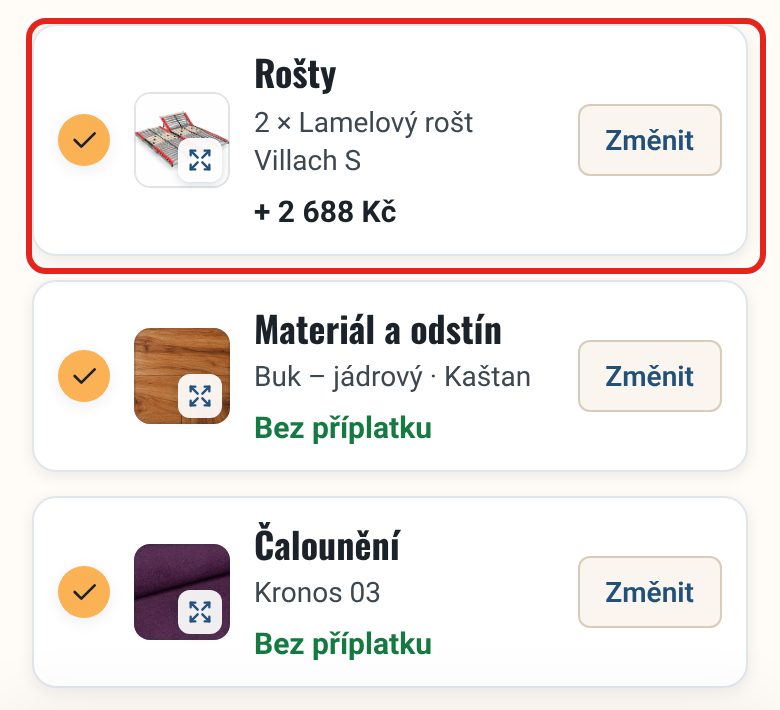 Rošty
2 × Lamelový rošt
Villach S
+ 2 688 Kč
Změnit
Materiál a odstín
Buk – jádrový · Kaštan
Bez příplatku
Změnit
Čalounění
Kronos 03
Bez příplatku
Změnit